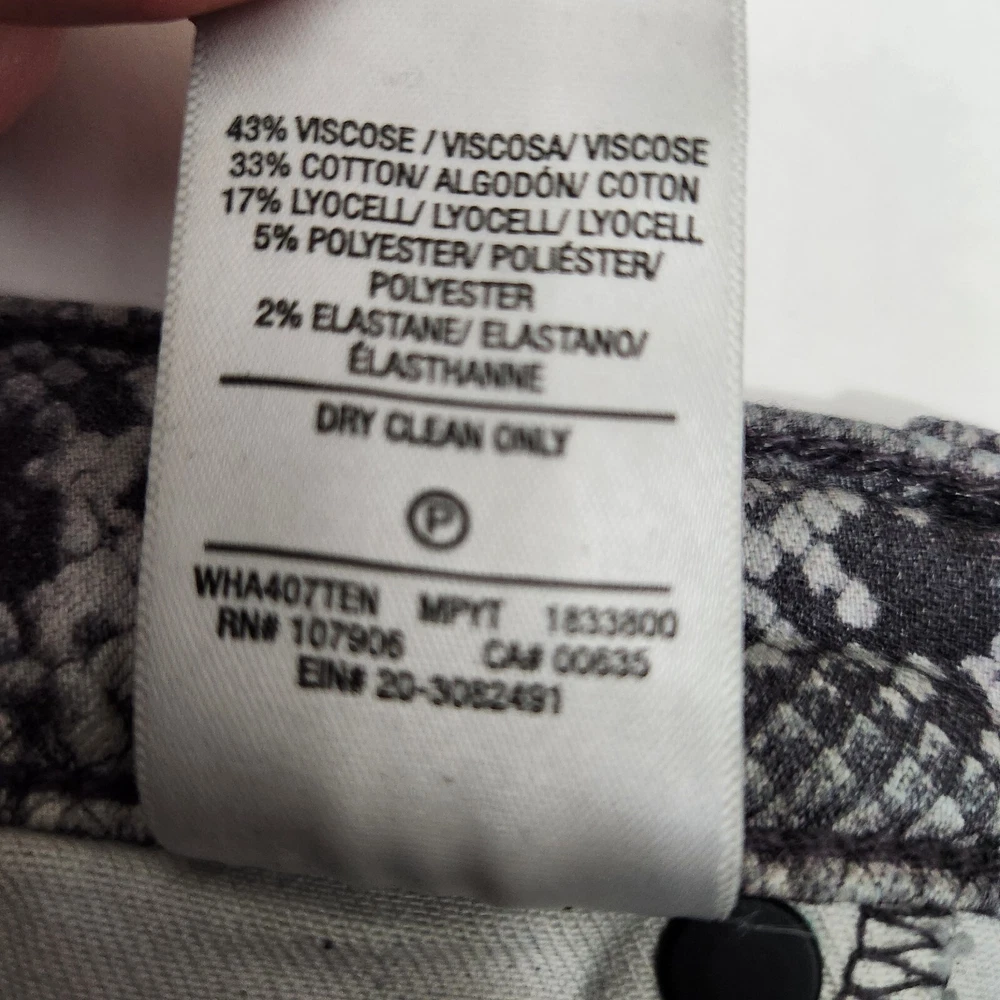 43% VISCOSE / VISCOSA/ VISCOSE
33% COTTON/ ALGODÓN/ COTON
17% LYOCELL/ LYOCELL/ LYOCELL
5% POLYESTER/ POLIÉSTER/
POLYESTER
2% ELASTANE/ ELASTANO/
ÉLASTHANNE
DRY CLEAN ONLY
P
WHA407TEN MPYT 1833800
RN# 107906 CA# 00635
EIN# 20-3082491